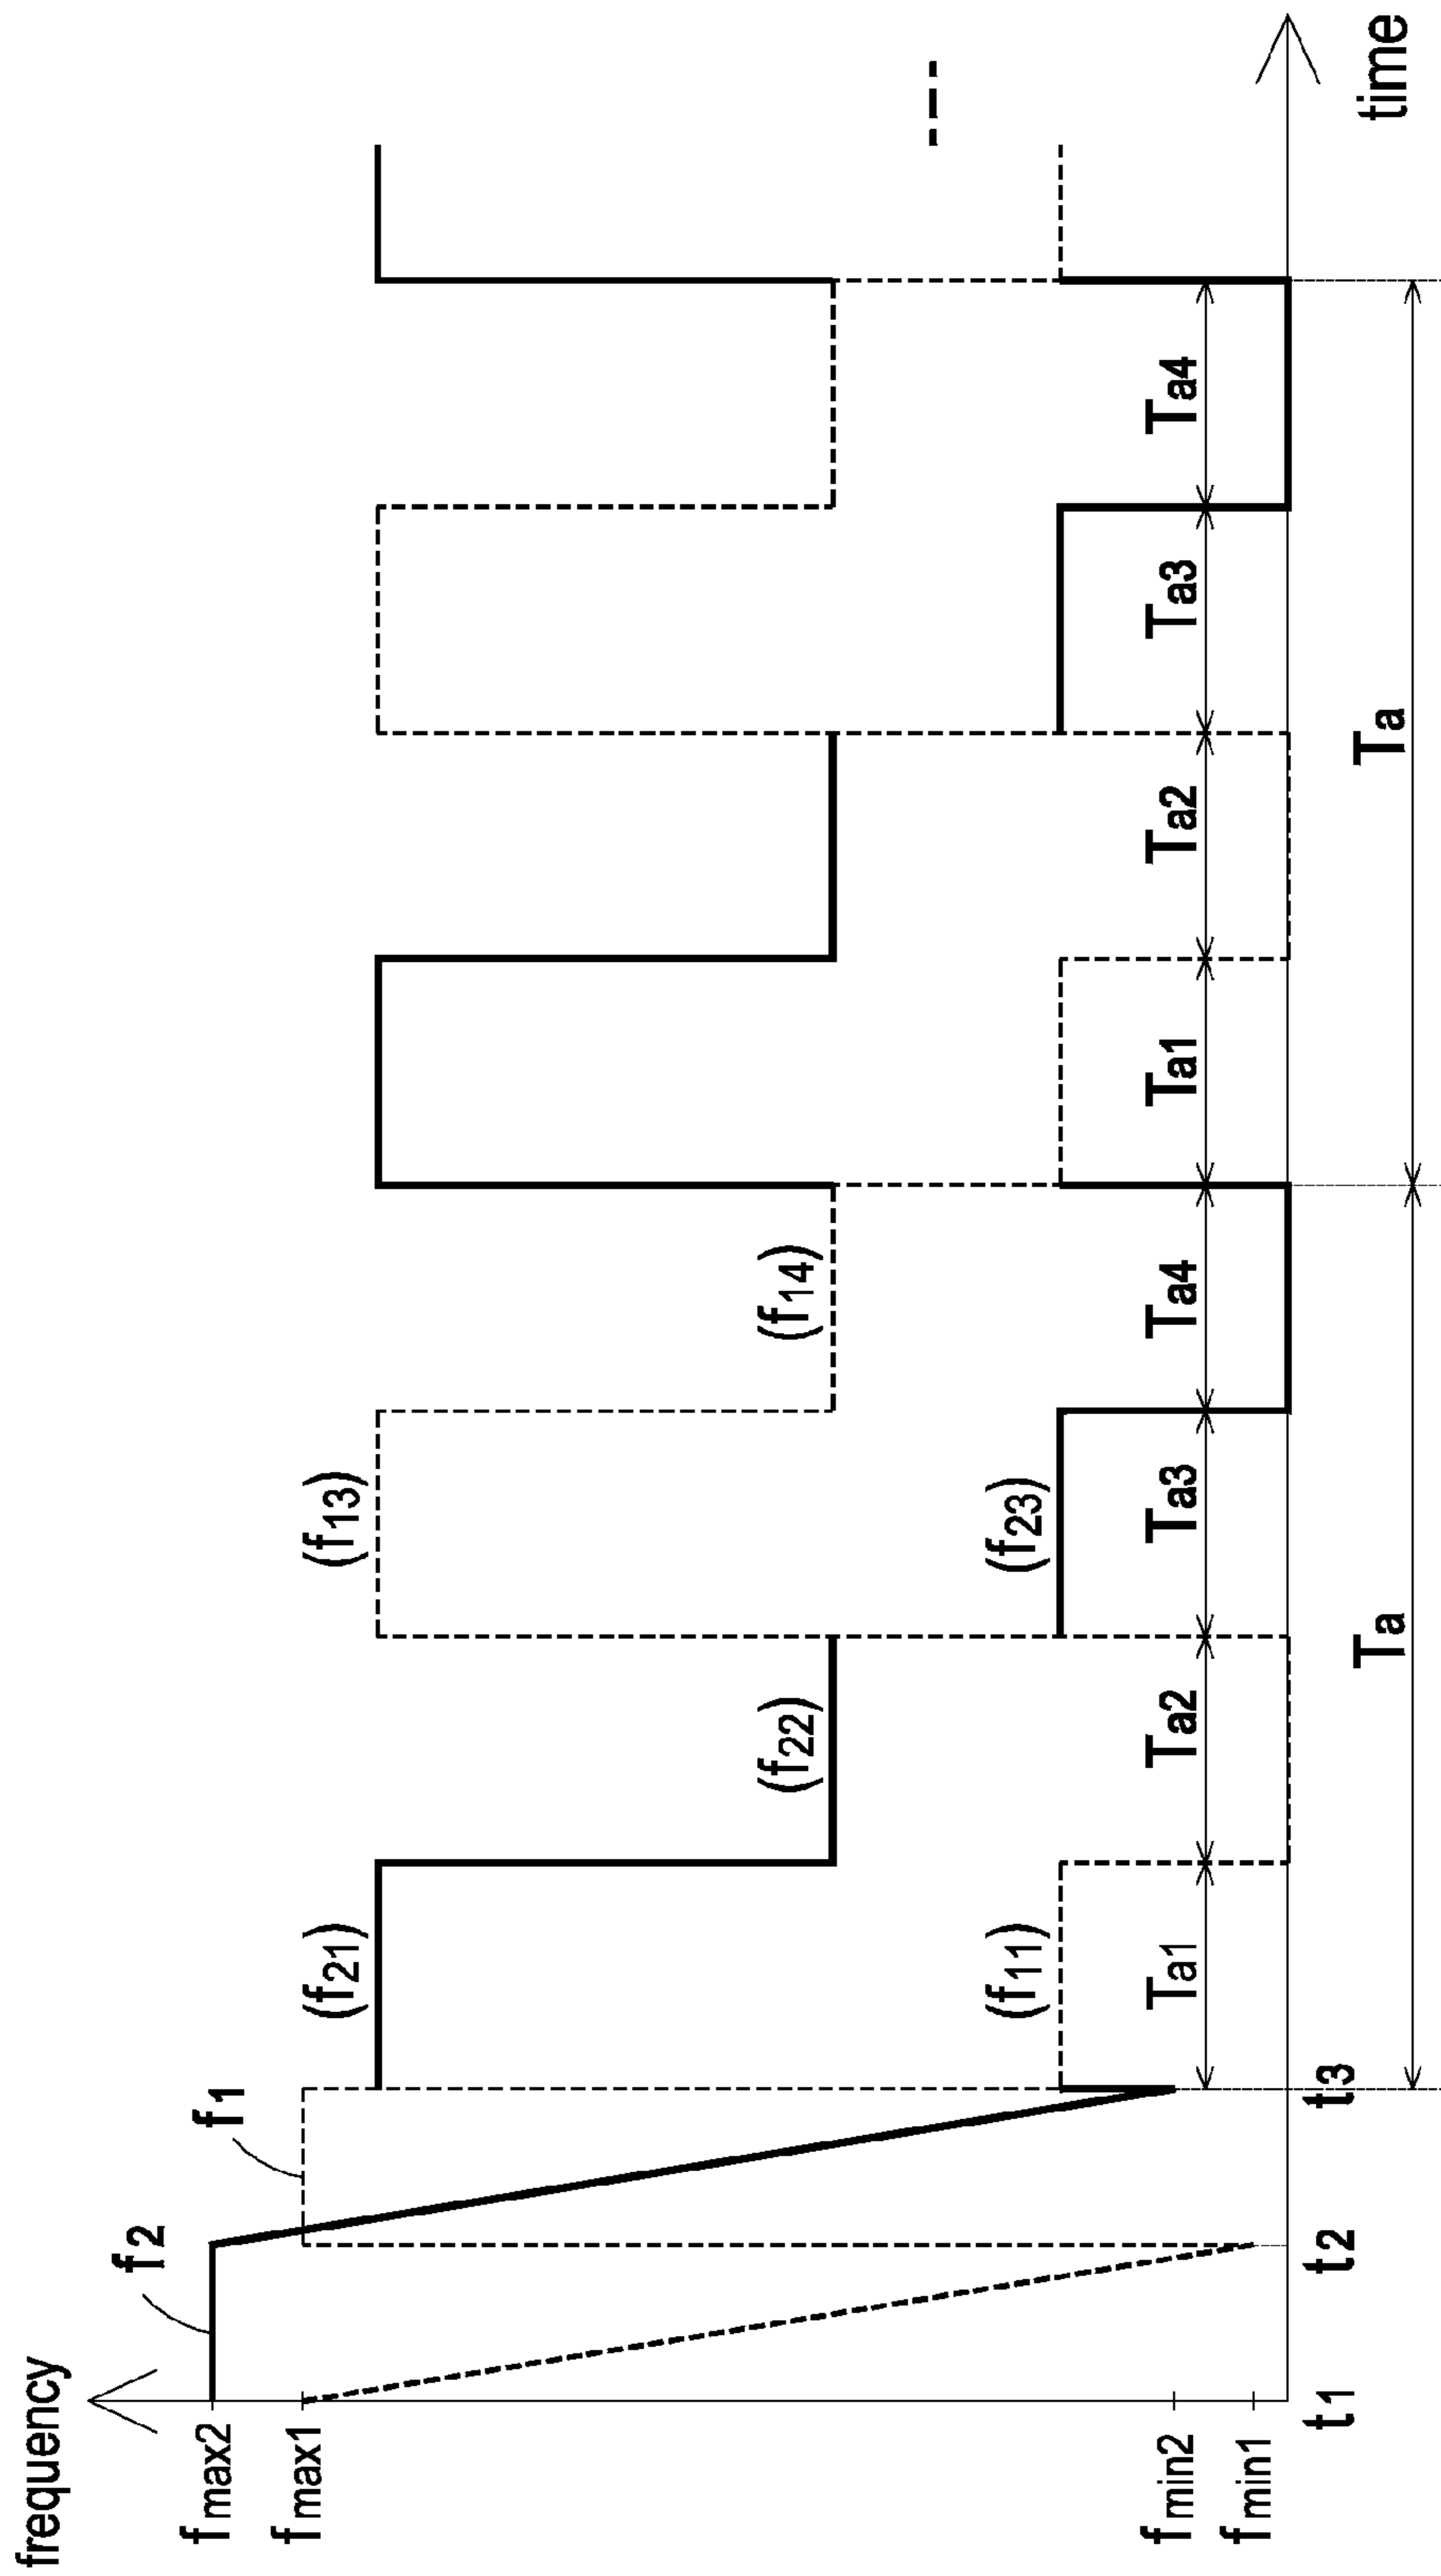 frequency
f2
fmax2
f1
fmax1
(f21)
(f13)
(f22)
(f14)
(f11)
(f23)
fmin2
Ta1
Ta2
Ta3
Ta4
Ta1
Ta2
Ta3
Ta4
fmin1
t1
t2
t3
Ta
Ta
time